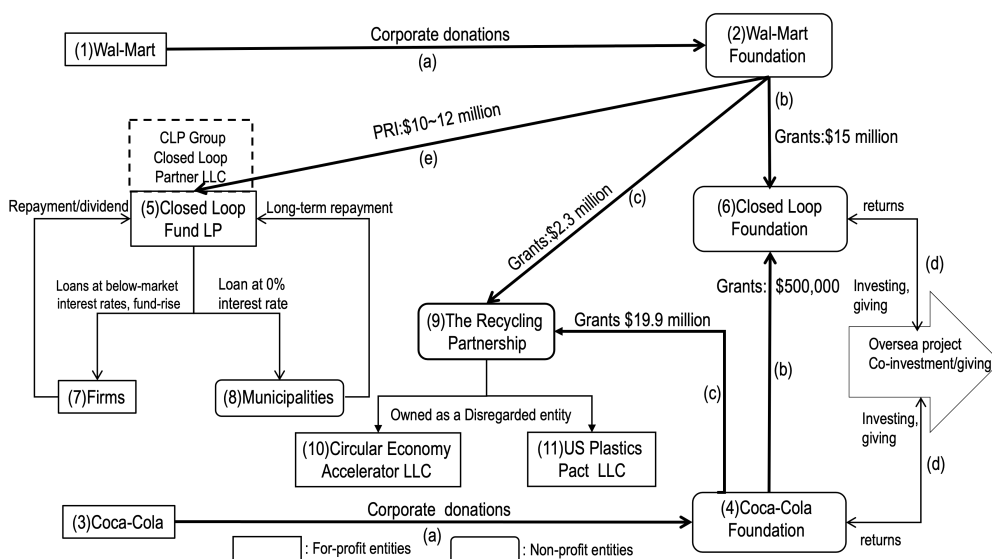 (1)Wal-Mart
Corporate donations
(a)
(2)Wal-Mart
Foundation
(b)
Grants:$15 million
PRI:$10~12 million
(e)
CLP Group
Closed Loop
Partner LLC
Grants:$2.3 million
(c)
Repayment/dividend
(5)Closed Loop
Fund LP
Long-term repayment
(6)Closed Loop
Foundation
returns
(d)
Loans at below-market
interest rates, fund-rise
Loan at 0%
interest rate
Grants: $500,000
Investing,
giving
(9)The Recycling
Partnership
Grants $19.9 million
Oversea project
Co-investment/giving
(b)
(c)
(7)Firms
(8)Municipalities
Owned as a Disregarded entity
Investing,
giving
(d)
(10)Circular Economy
Accelerator LLC
(11)US Plastics
Pact LLC
(3)Coca-Cola
Corporate donations
(a)
(4)Coca-Cola
Foundation
returns
: For-profit entities
: Non-profit entities